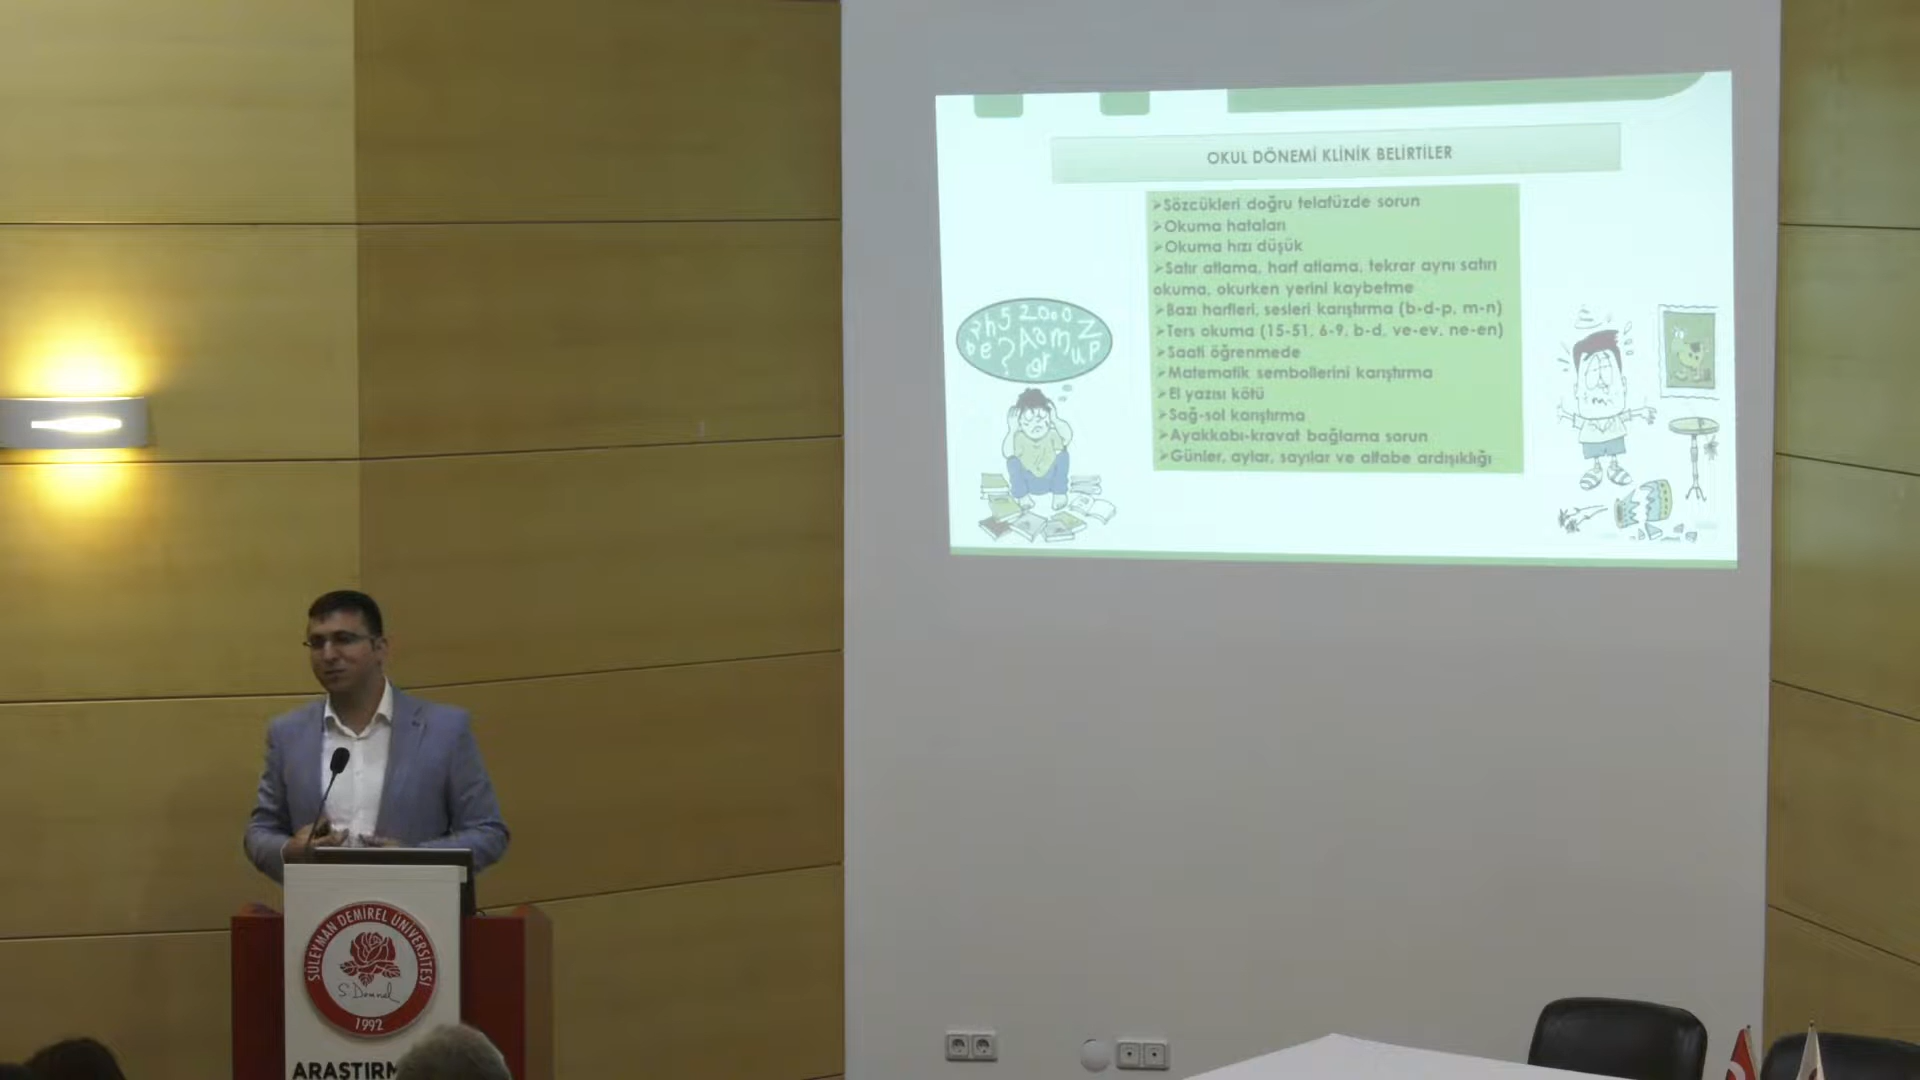 OKUL DÖNEMİ KLİNİK BELİRTİLER
➢Sözcükleri doğru telafüzde sorun
➢Okuma hataları
➢Okuma hızı düşük
➢Satır atlama, harf atlama, tekrar aynı satırı
okuma, okurken yerini kaybetme
➢Bazı harfleri, sesleri karıştırma (b-d-p, m-n)
➢Ters okuma (15-51, 6-9, b-d, ve-ev, ne-en)
➢Saati öğrenmede
➢Matematik sembollerini karıştırma
➢El yazısı kötü
➢Sağ-sol karıştırma
➢Ayakkabı-kravat bağlama sorun
➢Günler, aylar, sayılar ve alfabe ardışıklığı
SÜLEYMAN DEMİREL ÜNİVERSİTESİ
S. Demirel
1992